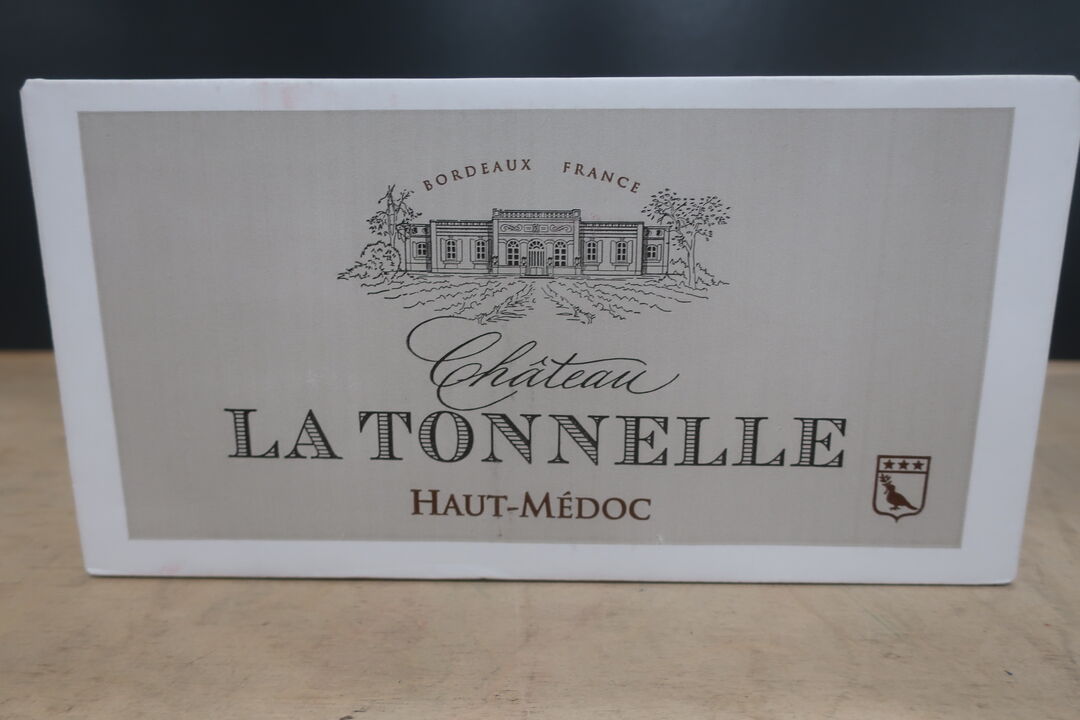 BORDEAUX FRANCE
Château
LA TONNELLE
HAUT-MÉDOC